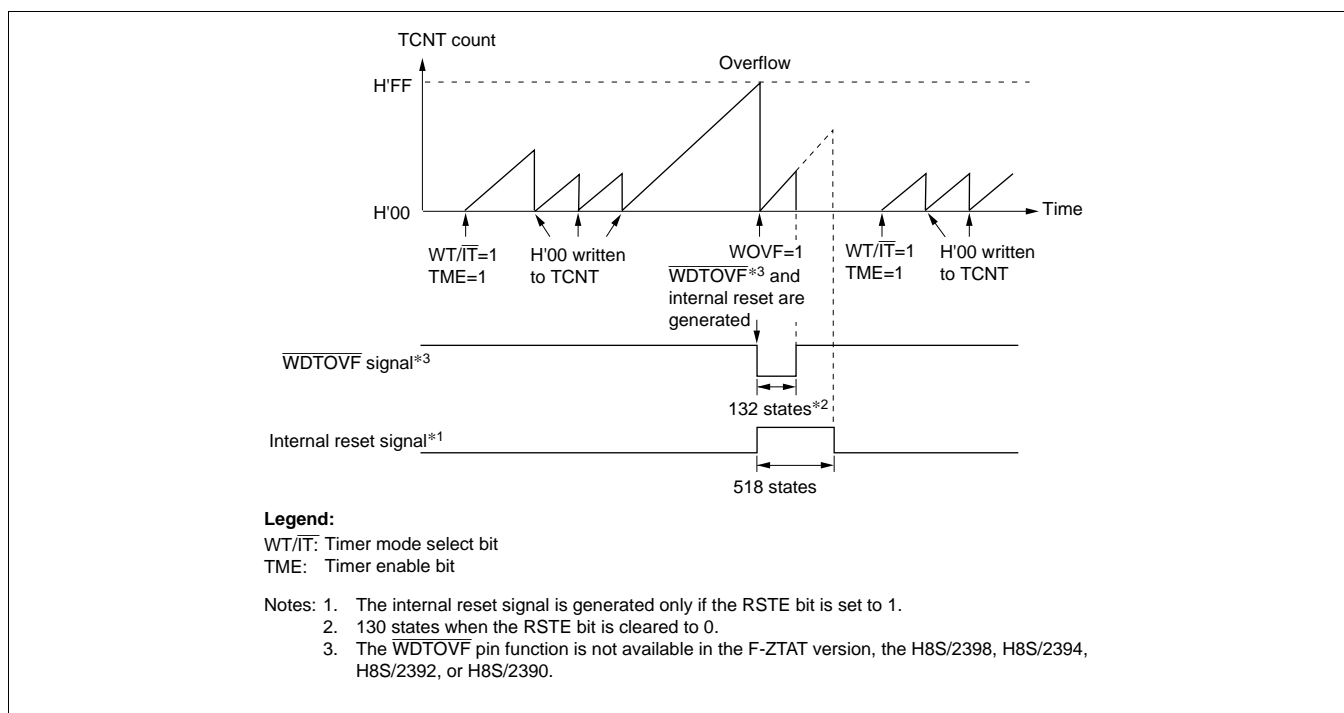 TCNT count
Overflow
H'FF
H'00
Time
WT/IT=1
TME=1
H'00 written
to TCNT
WOVF=1
WDTOVF*3 and
internal reset are
generated
WT/IT=1
TME=1
H'00 written
to TCNT
WDTOVF signal*3
132 states*2
Internal reset signal*1
518 states
Legend:
WT/IT: Timer mode select bit
TME: Timer enable bit
Notes: 1. The internal reset signal is generated only if the RSTE bit is set to 1.
2. 130 states when the RSTE bit is cleared to 0.
3. The WDTOVF pin function is not available in the F-ZTAT version, the H8S/2398, H8S/2394,
H8S/2392, or H8S/2390.